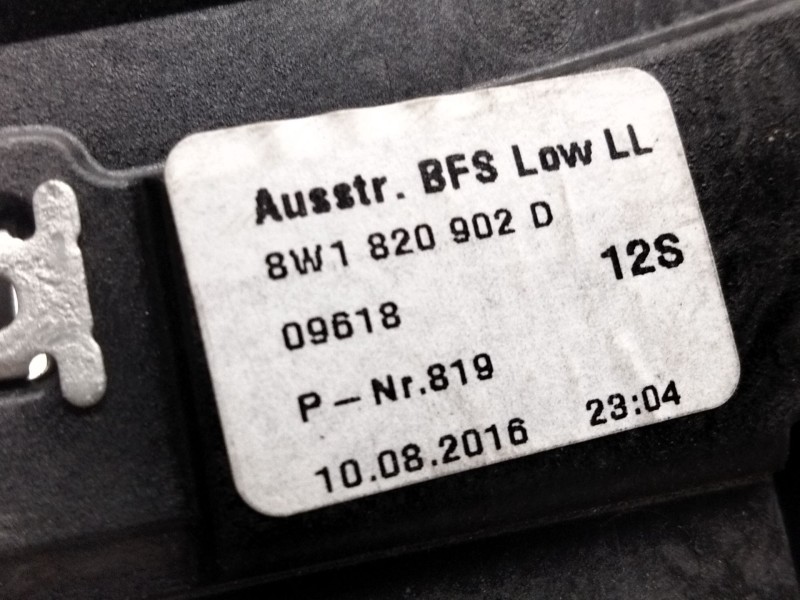 Ausstr. BFS Low LL
8W1 820 902 D
12S
09618
P-Nr.819
10.08.2016 23:04